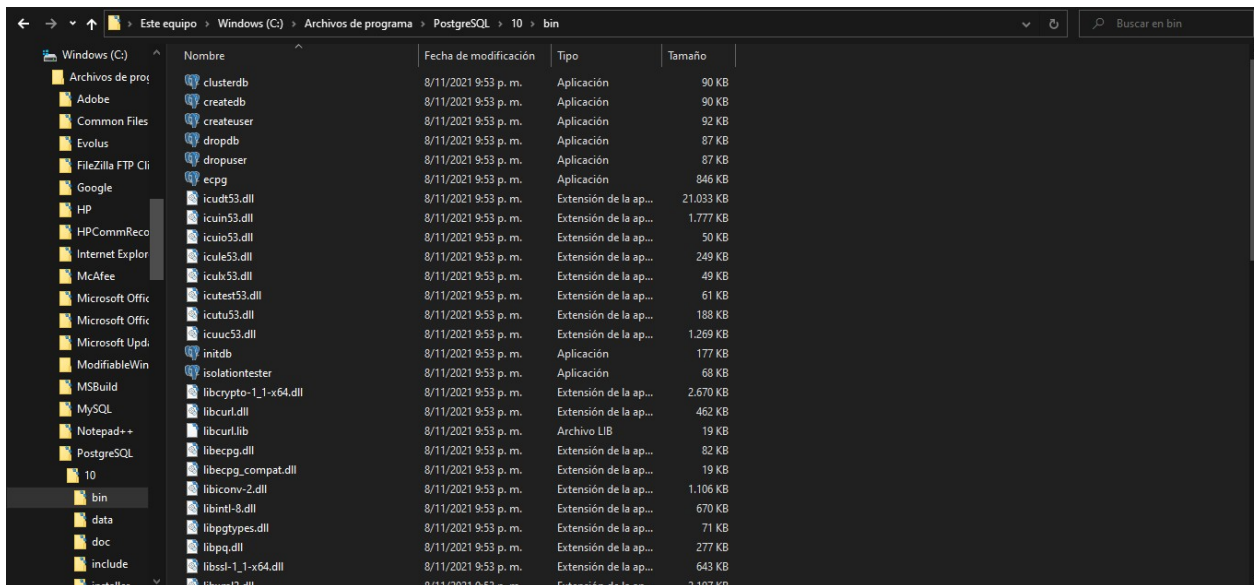 Este equipo > Windows (C:) > Archivos de programa > PostgreSQL > 10 > bin
Buscar en bin
Windows (C:)
Archivos de prog
Adobe
Common Files
Evolus
FileZilla FTP Cli
Google
HP
HPCommReco
Internet Explor
McAfee
Microsoft Offic
Microsoft Offic
Microsoft Upda
ModifiableWin
MSBuild
MySQL
Notepad++
PostgreSQL
10
bin
data
doc
include
Nombre Fecha de modificación Tipo Tamaño
clusterdb 8/11/2021 9:53 p. m. Aplicación 90 KB
createdb 8/11/2021 9:53 p. m. Aplicación 90 KB
createuser 8/11/2021 9:53 p. m. Aplicación 92 KB
dropdb 8/11/2021 9:53 p. m. Aplicación 87 KB
dropuser 8/11/2021 9:53 p. m. Aplicación 87 KB
ecpg 8/11/2021 9:53 p. m. Aplicación 846 KB
icudt53.dll 8/11/2021 9:53 p. m. Extensión de la ap... 21.033 KB
icuin53.dll 8/11/2021 9:53 p. m. Extensión de la ap... 1.777 KB
icuio53.dll 8/11/2021 9:53 p. m. Extensión de la ap... 50 KB
icule53.dll 8/11/2021 9:53 p. m. Extensión de la ap... 249 KB
iculx53.dll 8/11/2021 9:53 p. m. Extensión de la ap... 49 KB
icutest53.dll 8/11/2021 9:53 p. m. Extensión de la ap... 61 KB
icutu53.dll 8/11/2021 9:53 p. m. Extensión de la ap... 188 KB
icuuc53.dll 8/11/2021 9:53 p. m. Extensión de la ap... 1.269 KB
initdb 8/11/2021 9:53 p. m. Aplicación 177 KB
isolationtester 8/11/2021 9:53 p. m. Aplicación 68 KB
libcrypto-1_1-x64.dll 8/11/2021 9:53 p. m. Extensión de la ap... 2.670 KB
libcurl.dll 8/11/2021 9:53 p. m. Extensión de la ap... 462 KB
libcurl.lib 8/11/2021 9:53 p. m. Archivo LIB 19 KB
libecpg.dll 8/11/2021 9:53 p. m. Extensión de la ap... 82 KB
libecpg_compat.dll 8/11/2021 9:53 p. m. Extensión de la ap... 19 KB
libiconv-2.dll 8/11/2021 9:53 p. m. Extensión de la ap... 1.106 KB
libintl-8.dll 8/11/2021 9:53 p. m. Extensión de la ap... 670 KB
libpgtypes.dll 8/11/2021 9:53 p. m. Extensión de la ap... 71 KB
libpq.dll 8/11/2021 9:53 p. m. Extensión de la ap... 277 KB
libssl-1_1-x64.dll 8/11/2021 9:53 p. m. Extensión de la ap... 643 KB